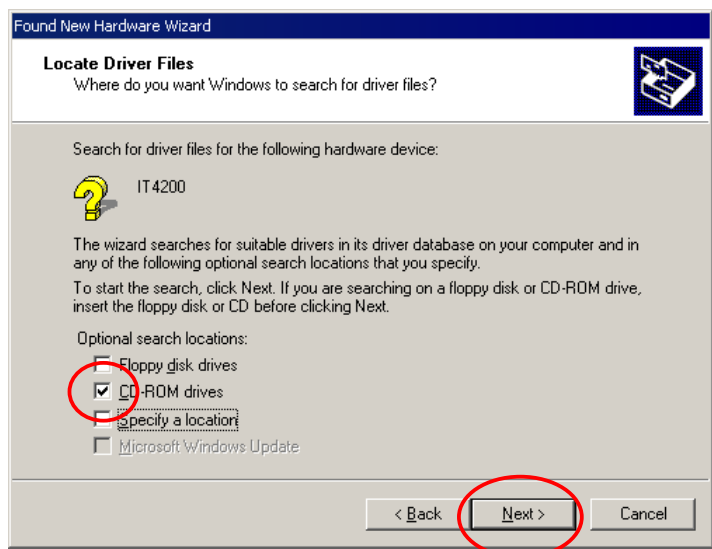 Found New Hardware Wizard
Locate Driver Files
Where do you want Windows to search for driver files?
Search for driver files for the following hardware device:
IT4200
The wizard searches for suitable drivers in its driver database on your computer and in
any of the following optional search locations that you specify.
To start the search, click Next. If you are searching on a floppy disk or CD-ROM drive,
insert the floppy disk or CD before clicking Next.
Optional search locations:
Floppy disk drives
CD-ROM drives
Specify a location
Microsoft Windows Update
< Back Next > Cancel